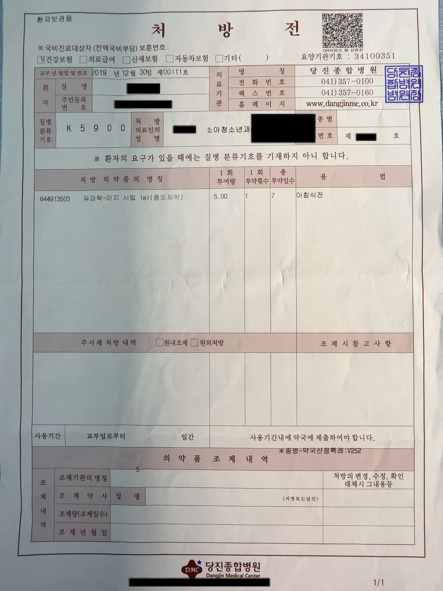 환자보관용
처 방 전
※ 국비진료대상자(전액국비부담) 보훈번호 :
☑건강보험 □의료급여 □산재보험 □자동차보험 □기타( ) 요양기관기호 : 34100351
교부 년 월일 및 번호 2019 년 12월 30일 제00111호
의료기관 명 칭 당 진 종 합 병 원
환자 성 명 전 화 번 호 041) 357-0100
주민등록번호 팩 스 번 호 041) 357-0160
홈 페 이 지 www.dangjinmc.co.kr
질병분류기호 K 5 9 0 0 처 방 의료인의 성 명 소아청소년과 종별
번호 제 호
※ 환자의 요구가 있을 때에는 질병 분류기호를 기재하지 아니 합니다.
처 방 의 약 품 의 명 칭 1 회 투여량 1 회 투약횟수 총 투약일수 용 법
644913503 듀파락-이지 시럽 1ml(중외제약) 5.00 1 7 아침식전
주사제 처방 내역 □원내조제 □원외처방 조 제 시 참 고 사 항
사용기간 교부일로부터 일간 사용기간내에 약국에 제출하여야 합니다.
5
의 약 품 조 제 내 역 ※종병-약국산정특례:V252
조제내역 조제기관의 명칭 처방의 변경, 수정, 확인
대체시 그내용등
조 제 약 사 성 명 (서명또는날인)
조제량(조제일수)
조 제 년 월 일
DMC 당진종합병원
Dangjin Medical Center
1/1